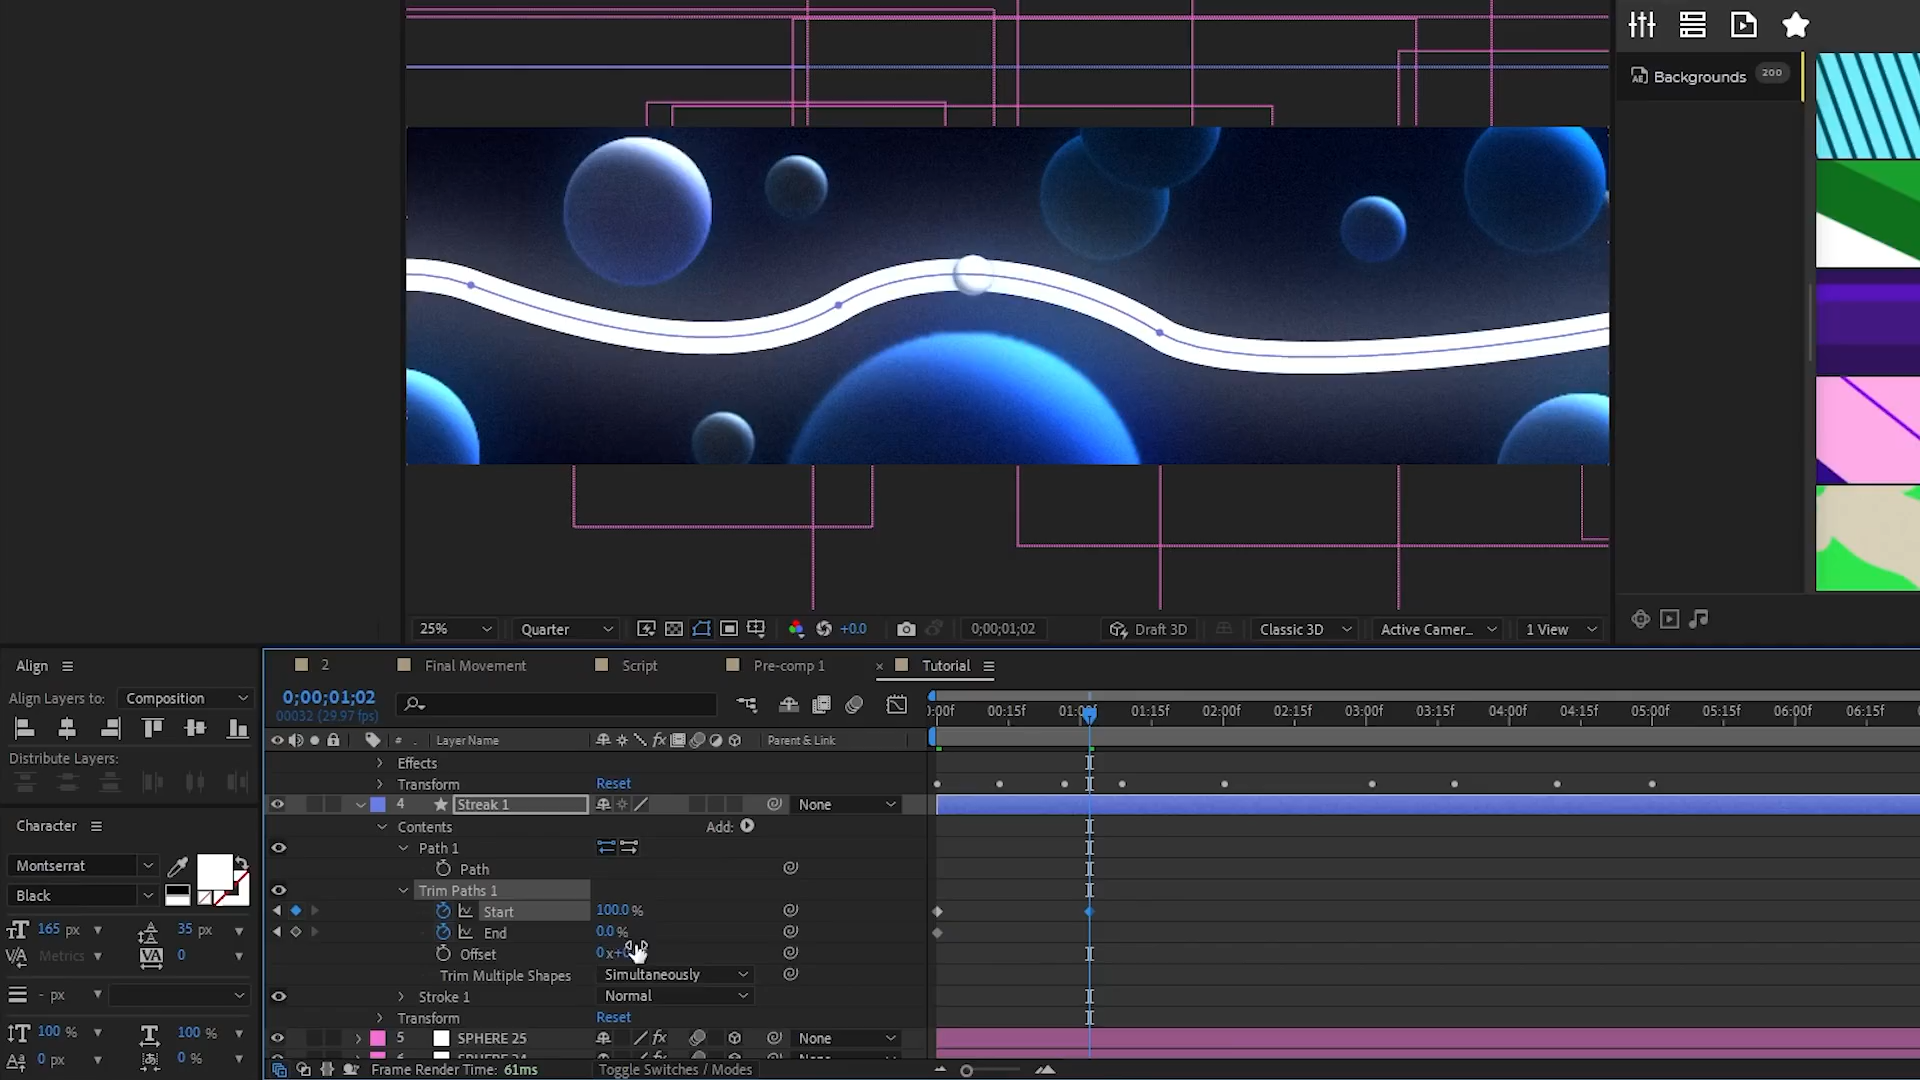 Backgrounds 200
25% Quarter +0.0 0;00;01;02 Draft 3D Classic 3D Active Camer... 1 View
Align
Align Layers to: Composition
Distribute Layers:
Character
Montserrat
Black
165 px 35 px
Metrics 0
- px
100 % 100 %
0 px 0 %
2 Final Movement Script Pre-comp 1 × Tutorial
0;00;01;02
00032 (29.97 fps)
:00f 00:15f 01:00f 01:15f 02:00f 02:15f 03:00f 03:15f 04:00f 04:15f 05:00f 05:15f 06:00f 06:15f
# Layer Name fx Parent & Link
Effects
Transform Reset
4 Streak 1 None
Contents Add:
Path 1
Path
Trim Paths 1
Start 100.0 %
End 0.0 %
Offset 0 x+0
Trim Multiple Shapes Simultaneously
Stroke 1 Normal
Transform Reset
5 SPHERE 25 fx None
Frame Render Time: 61ms Toggle Switches / Modes